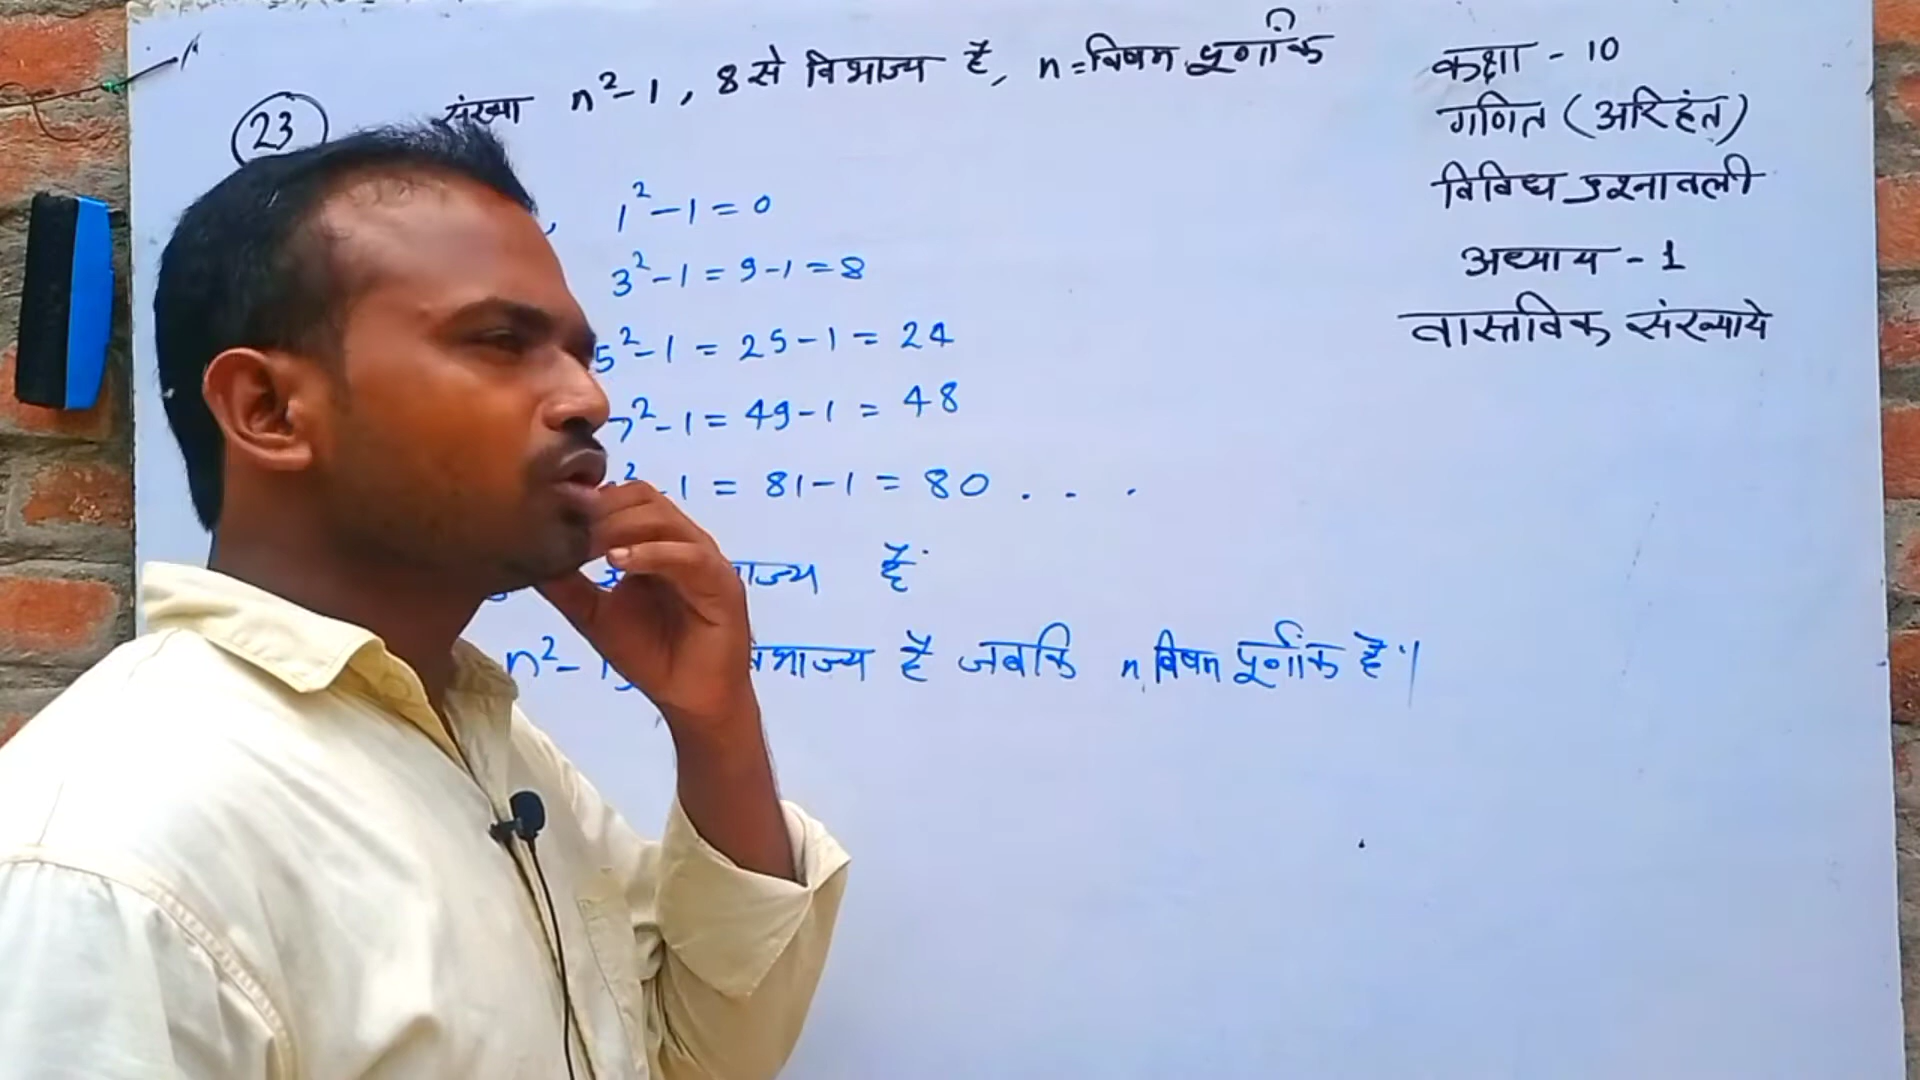 23 संख्या n²-1, 8 से विभाज्य है, n = विषम पूर्णांक
1²-1=0
3²-1=9-1=8
5²-1=25-1=24
7²-1=49-1=48
²-1=81-1=80 . . .
है
n²- है जबकि n विषम पूर्णांक है।
कक्षा - 10
गणित (अरिहंत)
विविध प्रश्नावली
अध्याय - 1
वास्तविक संख्याये